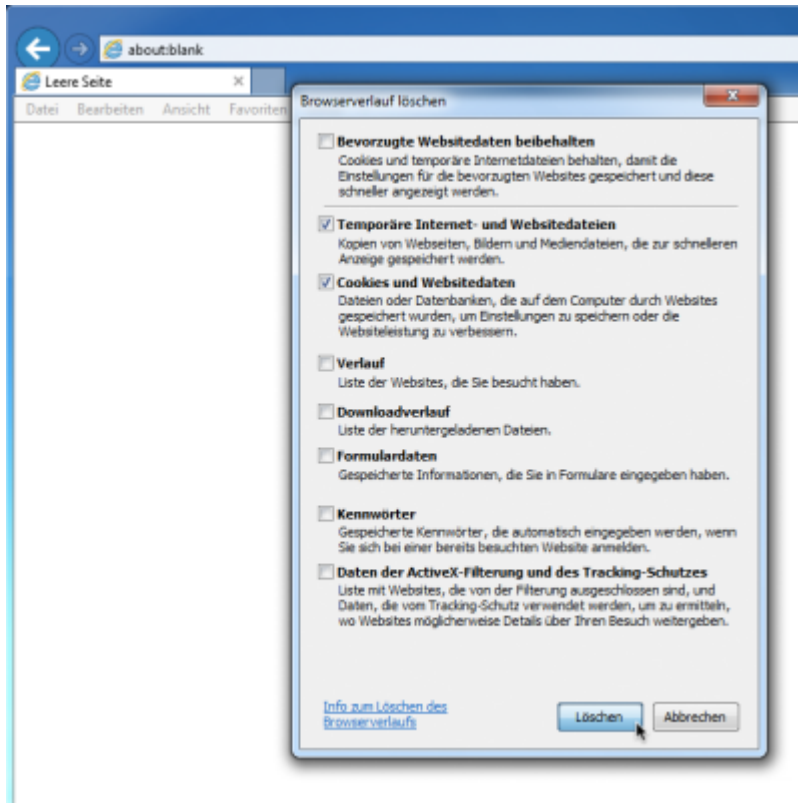 about:blank
Leere Seite
Datei Bearbeiten Ansicht Favoriten
Browserverlauf löschen
Bevorzugte Websitedaten beibehalten
Cookies und temporäre Internetdateien behalten, damit die
Einstellungen für die bevorzugten Websites gespeichert und diese
schneller angezeigt werden.
Temporäre Internet- und Websitedateien
Kopien von Webseiten, Bildern und Mediendateien, die zur schnelleren
Anzeige gespeichert werden.
Cookies und Websitedaten
Dateien oder Datenbanken, die auf dem Computer durch Websites
gespeichert wurden, um Einstellungen zu speichern oder die
Websiteleistung zu verbessern.
Verlauf
Liste der Websites, die Sie besucht haben.
Downloadverlauf
Liste der heruntergeladenen Dateien.
Formulardaten
Gespeicherte Informationen, die Sie in Formulare eingegeben haben.
Kennwörter
Gespeicherte Kennwörter, die automatisch eingegeben werden, wenn
Sie sich bei einer bereits besuchten Website anmelden.
Daten der ActiveX-Filterung und des Tracking-Schutzes
Liste mit Websites, die von der Filterung ausgeschlossen sind, und
Daten, die vom Tracking-Schutz verwendet werden, um zu ermitteln,
wo Websites möglicherweise Details über Ihren Besuch weitergeben.
Info zum Löschen des
Browserverlaufs
Löschen Abbrechen